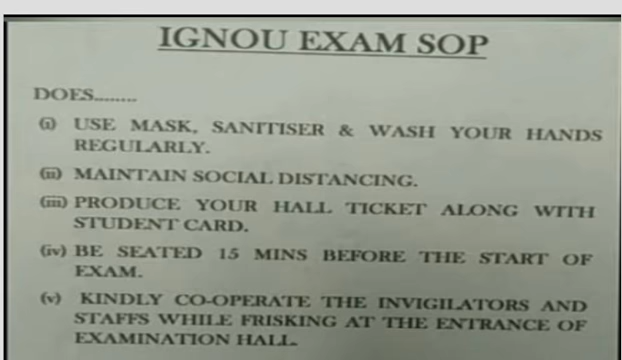 IGNOU EXAM SOP
DOES........
(i) USE MASK, SANITISER & WASH YOUR HANDS
REGULARLY.
(ii) MAINTAIN SOCIAL DISTANCING.
(iii) PRODUCE YOUR HALL TICKET ALONG WITH
STUDENT CARD.
(iv) BE SEATED 15 MINS BEFORE THE START OF
EXAM.
(v) KINDLY CO-OPERATE THE INVIGILATORS AND
STAFFS WHILE FRISKING AT THE ENTRANCE OF
EXAMINATION HALL.